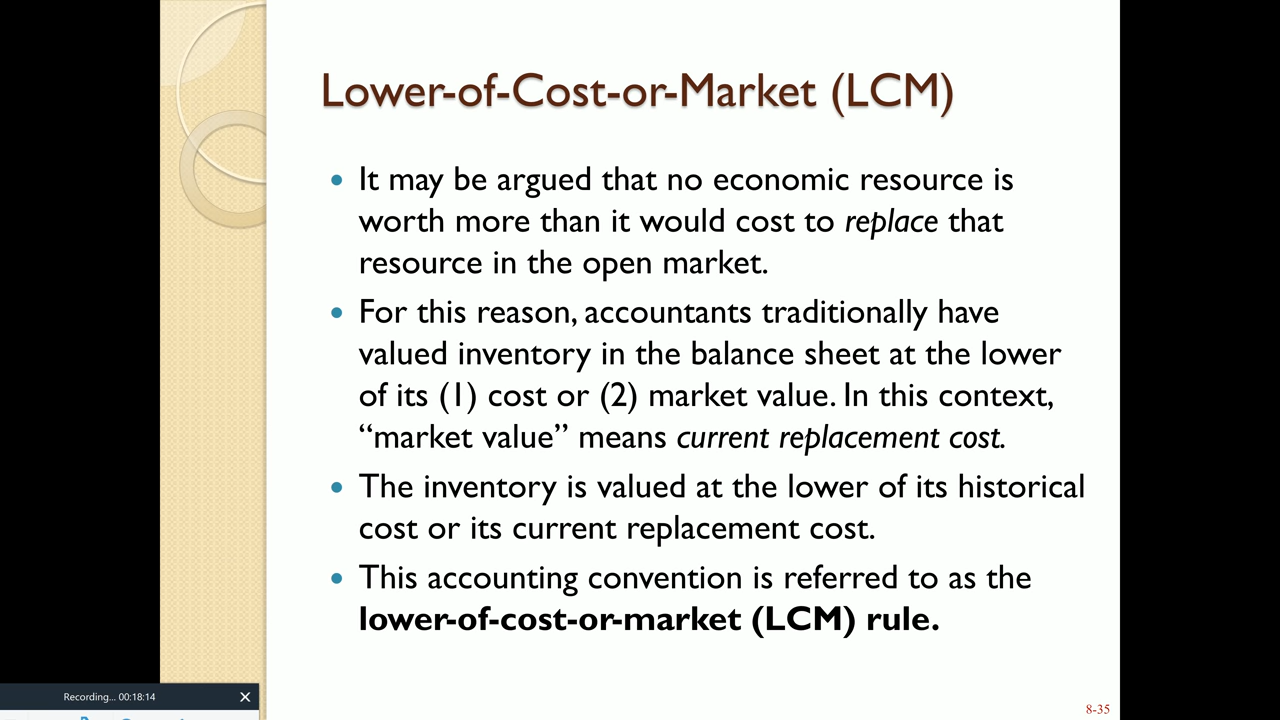 Lower-of-Cost-or-Market (LCM)
• It may be argued that no economic resource is
worth more than it would cost to replace that
resource in the open market.
• For this reason, accountants traditionally have
valued inventory in the balance sheet at the lower
of its (1) cost or (2) market value. In this context,
“market value” means current replacement cost.
• The inventory is valued at the lower of its historical
cost or its current replacement cost.
• This accounting convention is referred to as the
lower-of-cost-or-market (LCM) rule.
Recording... 00:18:14
8-35